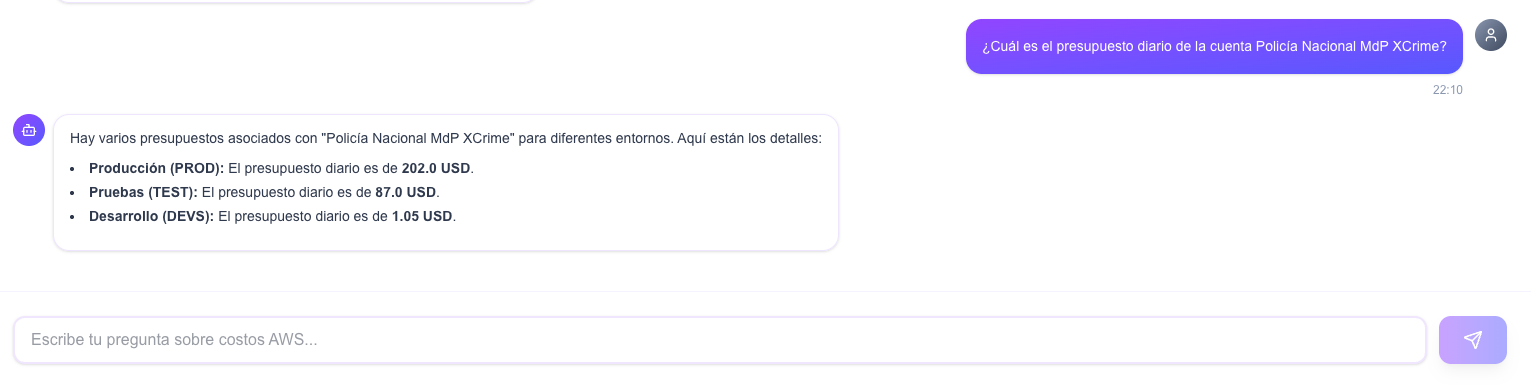 ¿Cuál es el presupuesto diario de la cuenta Policía Nacional MdP XCrime?
22:10
Hay varios presupuestos asociados con "Policía Nacional MdP XCrime" para diferentes entornos. Aquí están los detalles:
• Producción (PROD): El presupuesto diario es de 202.0 USD.
• Pruebas (TEST): El presupuesto diario es de 87.0 USD.
• Desarrollo (DEVS): El presupuesto diario es de 1.05 USD.
Escribe tu pregunta sobre costos AWS...